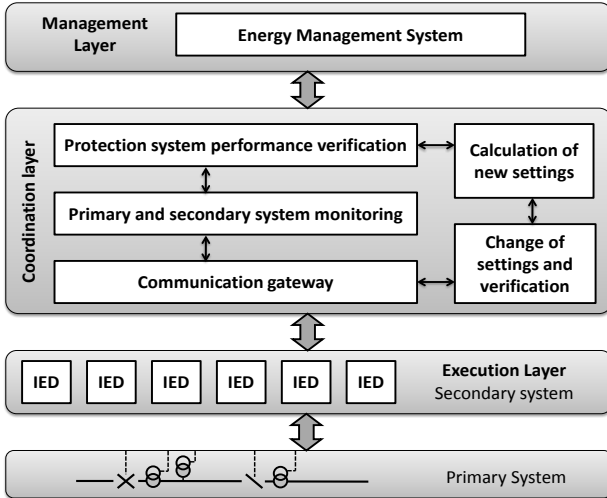 Management
Layer
Energy Management System
Coordination layer
Protection system performance verification
Calculation of
new settings
Primary and secondary system monitoring
Change of
settings and
verification
Communication gateway
IED
IED
IED
IED
IED
IED
Execution Layer
Secondary system
Primary System